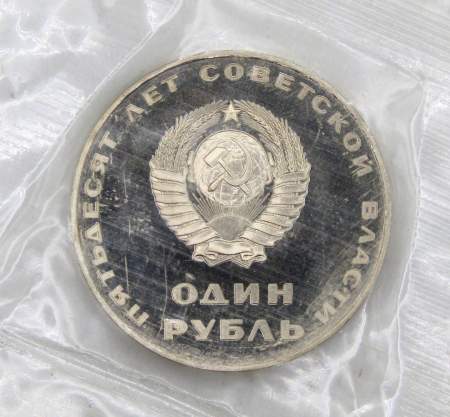 ПЯТЬДЕСЯТ ЛЕТ СОВЕТСКОЙ ВЛАСТИ
ОДИН
РУБЛЬ